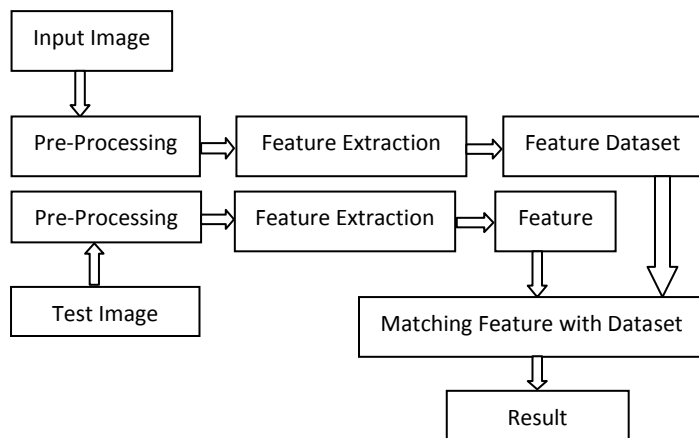 Input Image
Pre-Processing
Feature Extraction
Feature Dataset
Pre-Processing
Feature Extraction
Feature
Test Image
Matching Feature with Dataset
Result